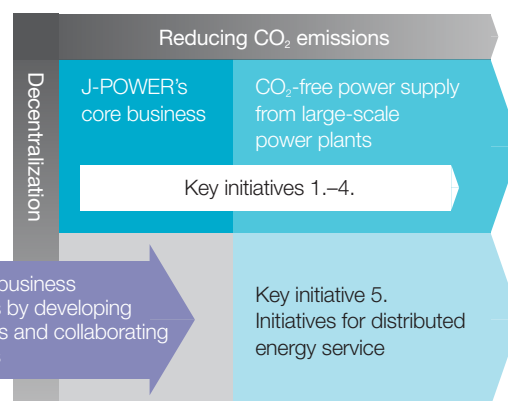 Reducing CO₂ emissions
Decentralization
J-POWER's
core business
CO₂-free power supply
from large-scale
power plants
Key initiatives 1.–4.
business
by developing
and collaborating
Key initiative 5.
Initiatives for distributed
energy service